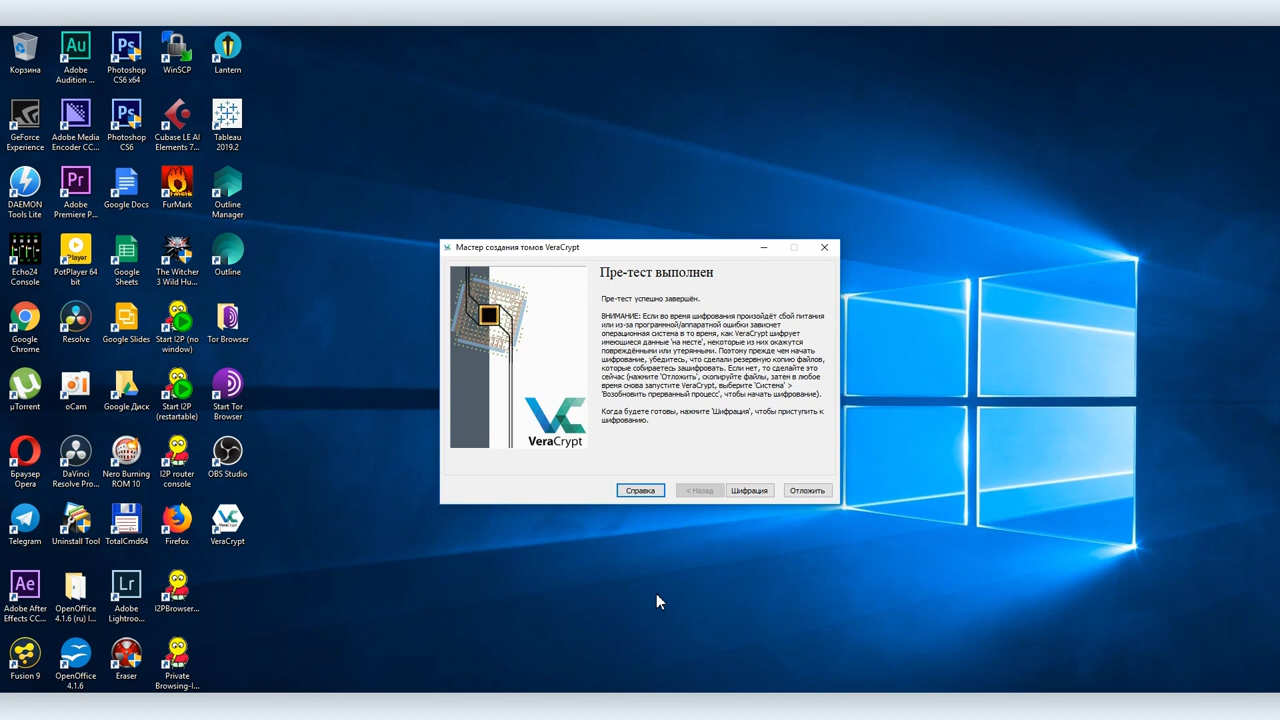 Корзина
Adobe
Audition ...
Photoshop
CS6 x64
WinSCP
Lantern
GeForce
Experience
Adobe Media
Encoder CC...
Photoshop
CS6
Cubase LE AI
Elements 7...
Tableau
2019.2
DAEMON
Tools Lite
Adobe
Premiere P...
Google Docs
FurMark
Outline
Manager
Echo24
Console
PotPlayer 64
bit
Google
Sheets
The Witcher
3 Wild Hu...
Outline
Google
Chrome
Resolve
Google Slides
Start I2P (no
window)
Tor Browser
µTorrent
oCam
Google Диск
Start I2P
(restartable)
Start Tor
Browser
Браузер
Opera
DaVinci
Resolve Pro...
Nero Burning
ROM 10
I2P router
console
OBS Studio
Telegram
Uninstall Tool
TotalCmd64
Firefox
VeraCrypt
Adobe After
Effects CC...
OpenOffice
4.1.6 (ru) I...
Adobe
Lightroo...
I2PBrowser...
Fusion 9
OpenOffice
4.1.6
Eraser
Private
Browsing-I...
Мастер создания томов VeraCrypt
Пре-тест выполнен
Пре-тест успешно завершён.
ВНИМАНИЕ: Если во время шифрования произойдёт сбой питания
или из-за программной/аппаратной ошибки зависнет
операционная система в то время, как VeraCrypt шифрует
имеющиеся данные 'на месте', некоторые из них окажутся
повреждёнными или утерянными. Поэтому прежде чем начать
шифрование, убедитесь, что сделали резервную копию файлов,
которые собираетесь зашифровать. Если нет, то сделайте это
сейчас (нажмите 'Отложить', скопируйте файлы, затем в любое
время снова запустите VeraCrypt, выберите 'Система' >
'Возобновить прерванный процесс', чтобы начать шифрование).
Когда будете готовы, нажмите 'Шифрация', чтобы приступить к
шифрованию.
VeraCrypt
Справка
< Назад
Шифрация
Отложить